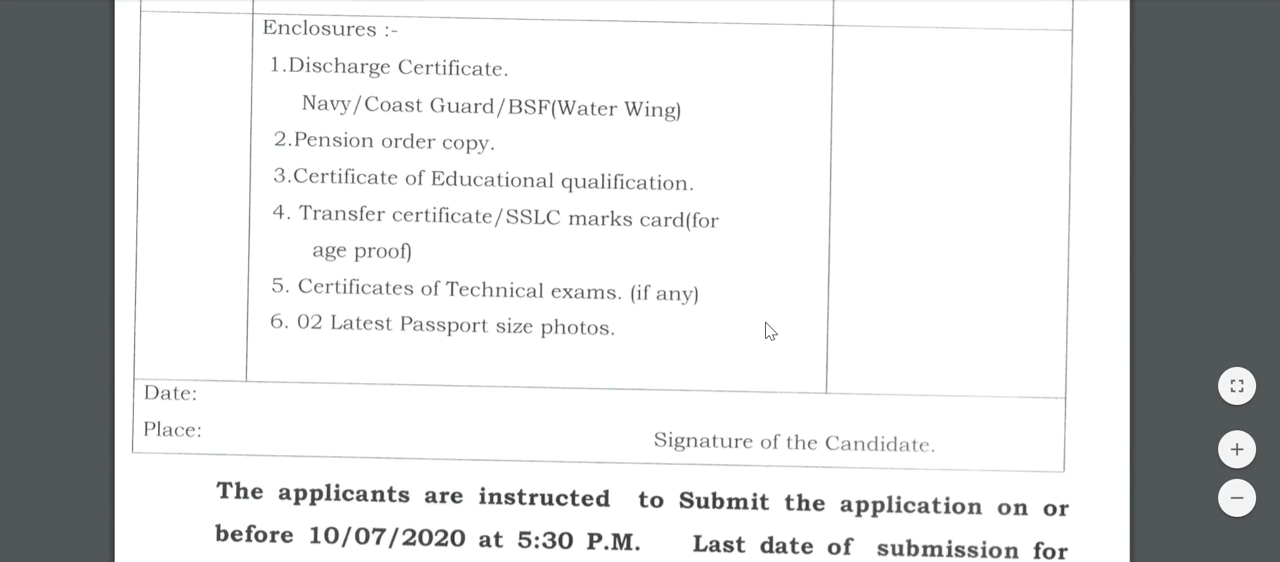 Enclosures :-
1.Discharge Certificate.
Navy/Coast Guard/BSF(Water Wing)
2.Pension order copy.
3.Certificate of Educational qualification.
4. Transfer certificate/SSLC marks card(for
age proof)
5. Certificates of Technical exams. (if any)
6. 02 Latest Passport size photos.
Date:
Place:
Signature of the Candidate.
The applicants are instructed to Submit the application on or
before 10/07/2020 at 5:30 P.M. Last date of submission for